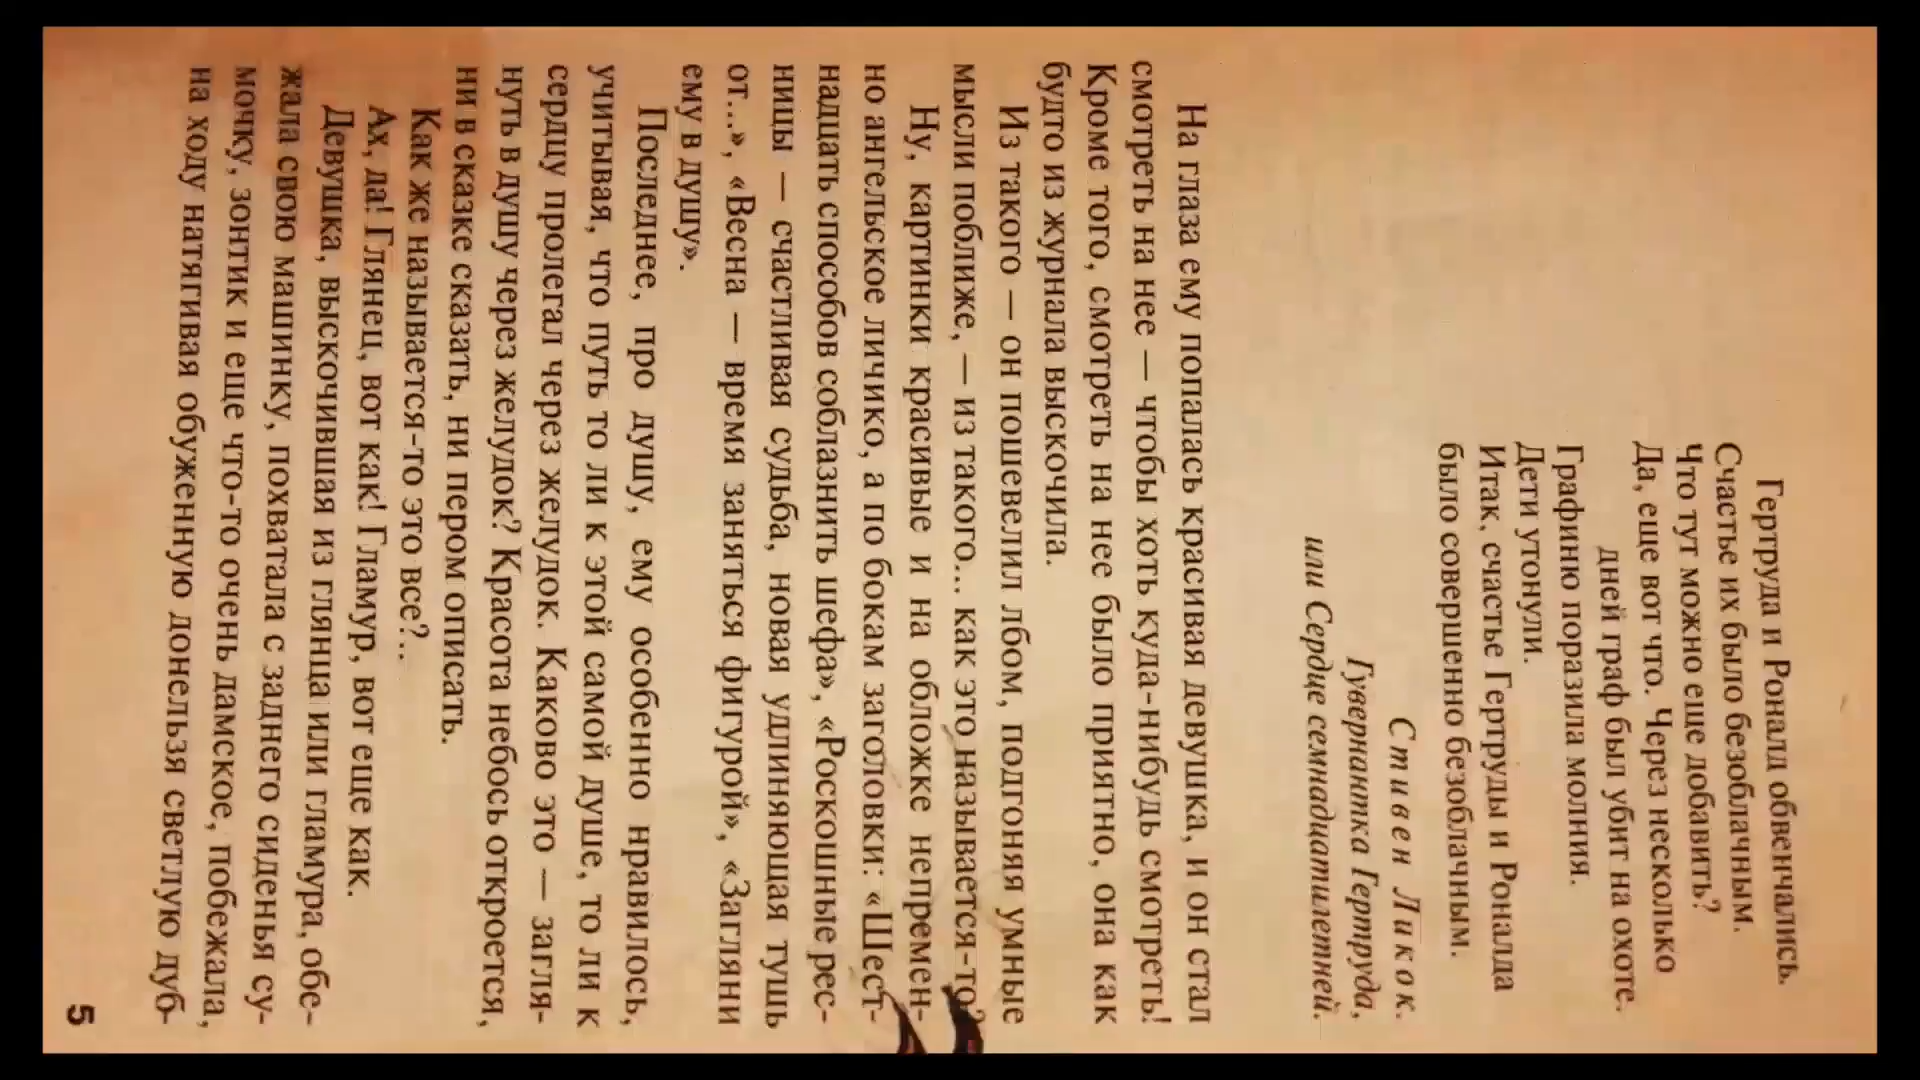 Гертруда и Рональд обвенчались.
Счастье их было безоблачным.
Что тут можно еще добавить?
Да, еще вот что. Через несколько
дней граф был убит на охоте.
Графиню поразила молния.
Дети утонули.
Итак, счастье Гертруды и Роналда
было совершенно безоблачным.
Стивен Ликок.
Гувернантка Гертруда,
или Сердце семнадцатилетней.
На глаза ему попалась красивая девушка, и он стал
смотреть на нее — чтобы хоть куда-нибудь смотреть!
Кроме того, смотреть на нее было приятно, она как
будто из журнала выскочила.
Из такого — он пошевелил лбом, подгоняя умные
мысли поближе, — из такого... как это называется-то?
Ну, картинки красивые и на обложке непремен-
но ангельское личико, а по бокам заголовки: «Шест-
надцать способов соблазнить шефа», «Роскошные рес-
ницы — счастливая судьба, новая удлиняющая тушь
от...», «Весна — время заняться фигурой», «Загляни
ему в душу».
Последнее, про душу, ему особенно нравилось,
учитывая, что путь то ли к этой самой душе, то ли к
сердцу пролегал через желудок. Каково это — загля-
нуть в душу через желудок? Красота небось откроется,
ни в сказке сказать, ни пером описать.
Как же называется-то это все?..
Ах, да! Глянец, вот как! Гламур, вот еще как.
Девушка, выскочившая из глянца или гламура, обе-
жала свою машинку, похватала с заднего сиденья су-
мочку, зонтик и еще что-то очень дамское, побежала,
на ходу натягивая обуженную донельзя светлую дуб-
5